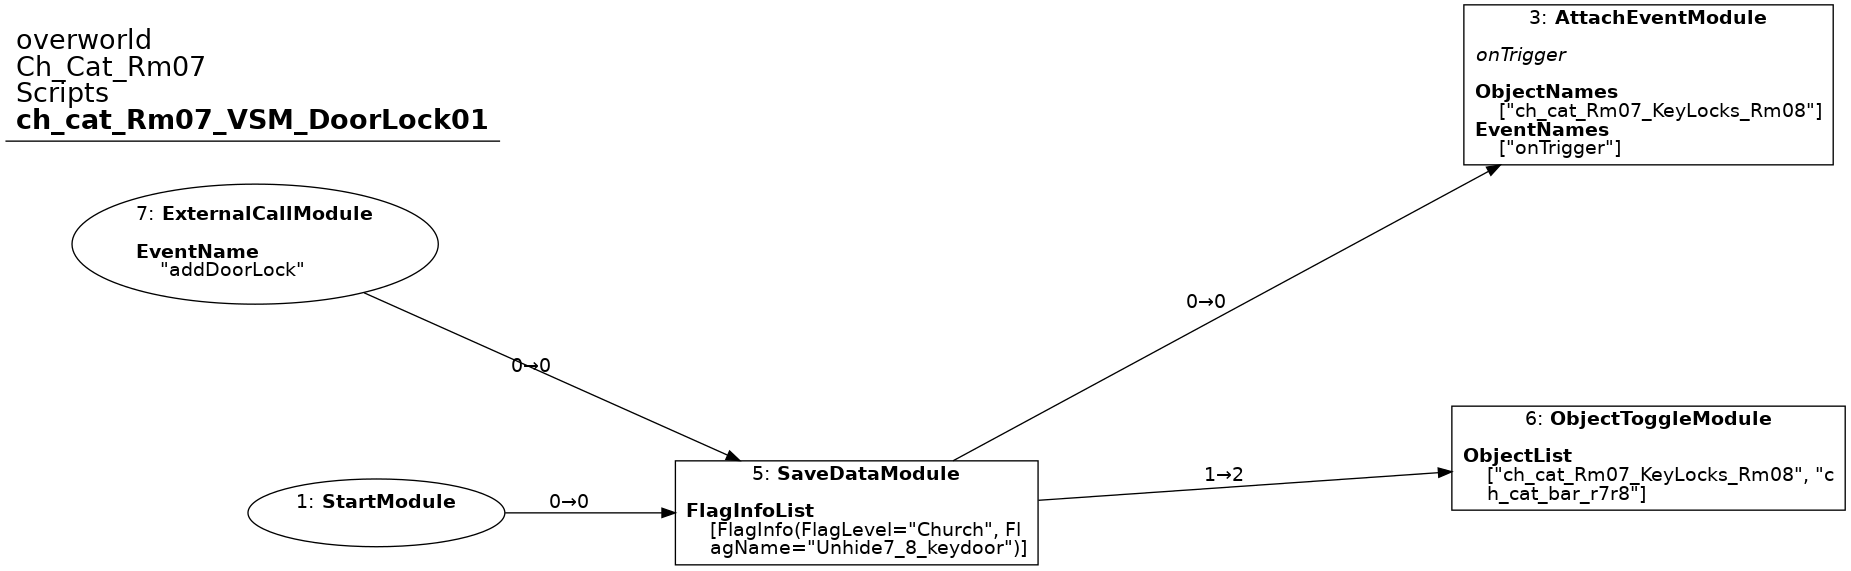 overworld
Ch_Cat_Rm07
Scripts
ch_cat_Rm07_VSM_DoorLock01
3: AttachEventModule
onTrigger
ObjectNames
["ch_cat_Rm07_KeyLocks_Rm08"]
EventNames
["onTrigger"]
7: ExternalCallModule
EventName
"addDoorLock"
0→0
0→0
6: ObjectToggleModule
ObjectList
["ch_cat_Rm07_KeyLocks_Rm08", "c
h_cat_bar_r7r8"]
1→2
5: SaveDataModule
FlagInfoList
[FlagInfo(FlagLevel="Church", Fl
agName="Unhide7_8_keydoor")]
1: StartModule
0→0